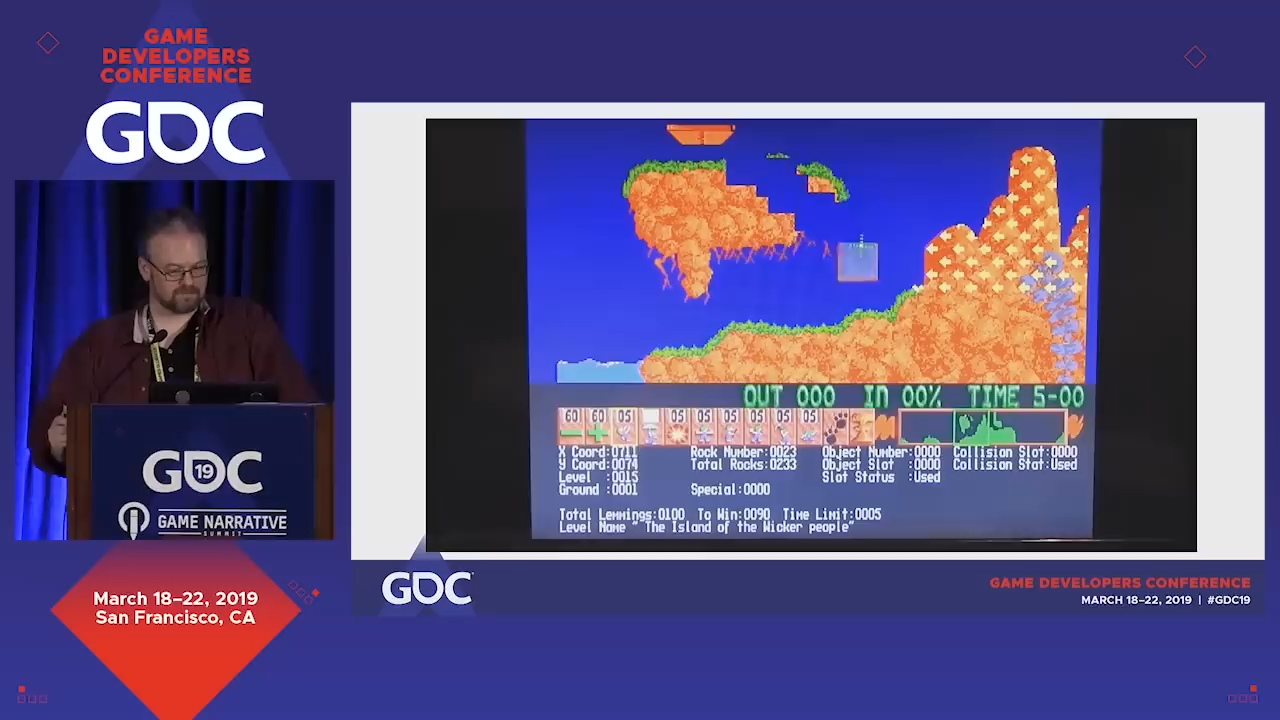 GAME
DEVELOPERS
CONFERENCE
GDC
GDC 19
GAME NARRATIVE
SUMMIT
March 18–22, 2019
San Francisco, CA
OUT 000 IN 00% TIME 5-00
60 60 05 05 05 05 05 05 05
X Coord:0711 Rock Number:0023 Object Number:0000 Collision Slot:0000
Y Coord:0074 Total Rocks:0233 Object Slot :0000 Collision Stat:Used
Level :0015 Slot Status :Used
Ground :0001 Special:0000
Total Lemmings:0100 To Win:0090 Time Limit:0005
Level Name " The Island of the Wicker people"
GDC
GAME DEVELOPERS CONFERENCE
MARCH 18–22, 2019 | #GDC19